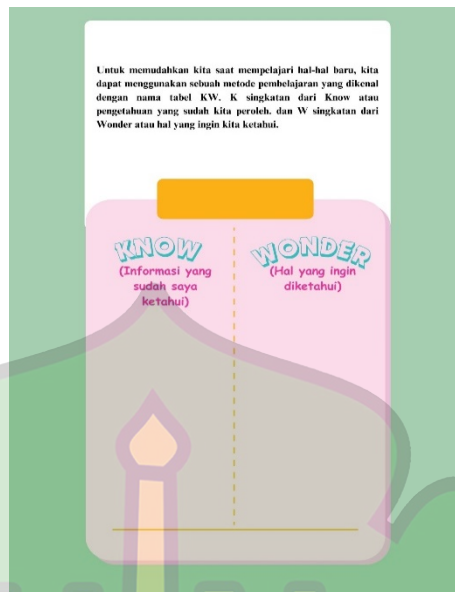 Untuk memudahkan kita saat mempelajari hal-hal baru, kita
dapat menggunakan sebuah metode pembelajaran yang dikenal
dengan nama tabel KW. K singkatan dari Know atau
pengetahuan yang sudah kita peroleh. dan W singkatan dari
Wonder atau hal yang ingin kita ketahui.
KNOW
(Informasi yang
sudah saya
ketahui)
WONDER
(Hal yang ingin
diketahui)